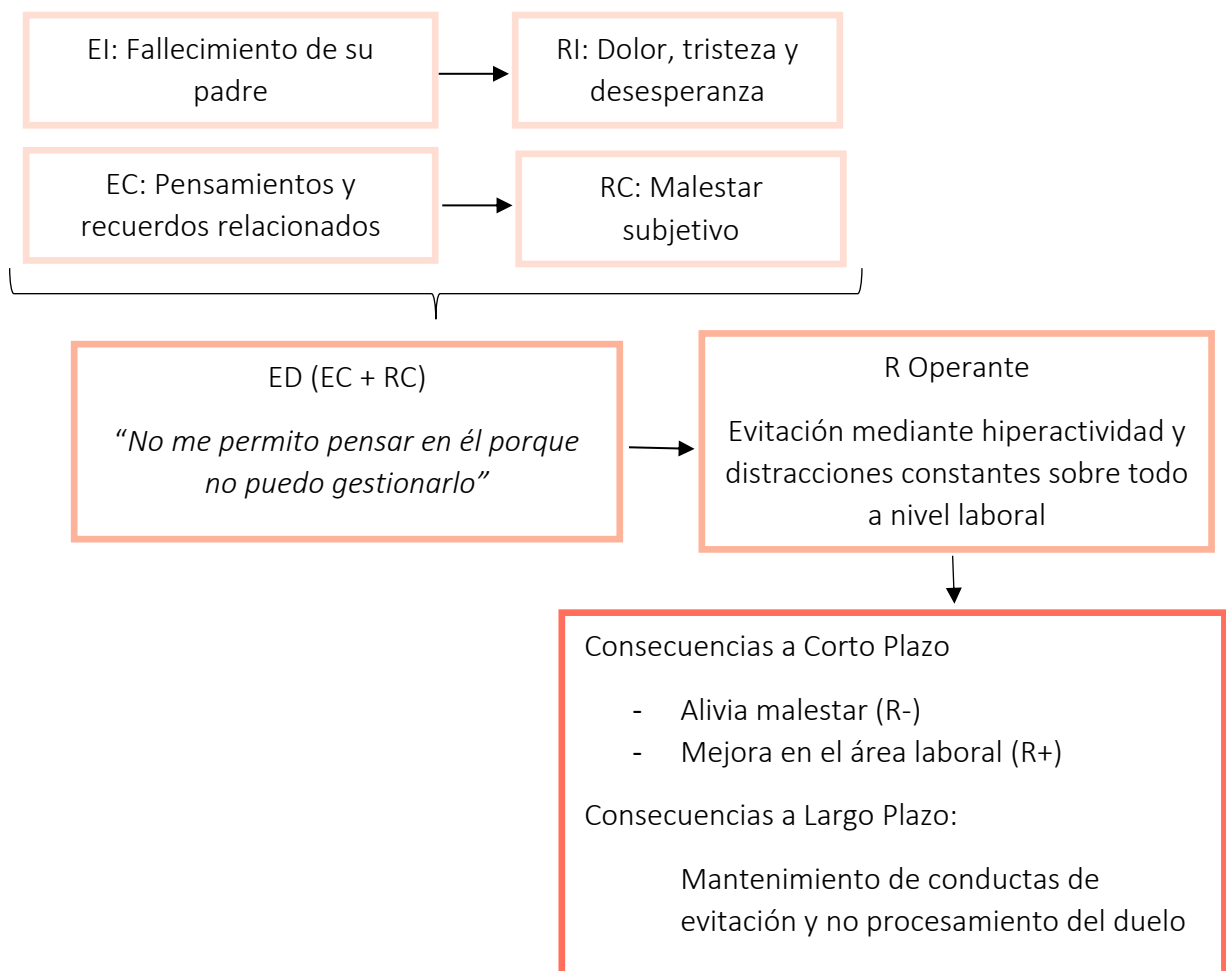 EI: Fallecimiento de su
padre
RI: Dolor, tristeza y
desesperanza
EC: Pensamientos y
recuerdos relacionados
RC: Malestar
subjetivo
ED (EC + RC)
“No me permito pensar en él porque
no puedo gestionarlo”
R Operante
Evitación mediante hiperactividad y
distracciones constantes sobre todo
a nivel laboral
Consecuencias a Corto Plazo
- Alivia malestar (R-)
- Mejora en el área laboral (R+)
Consecuencias a Largo Plazo:
Mantenimiento de conductas de
evitación y no procesamiento del duelo